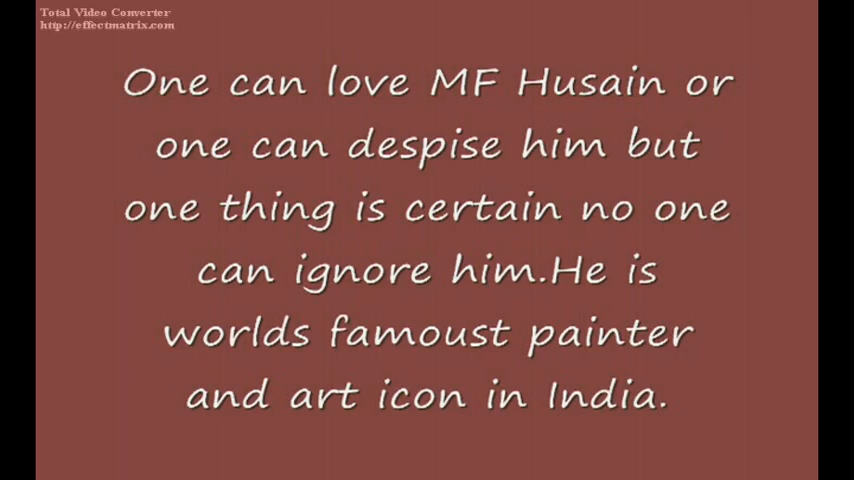 Total Video Converter
http://effectmatrix.com
One can love MF Husain or
one can despise him but
one thing is certain no one
can ignore him.He is
worlds famoust painter
and art icon in India.